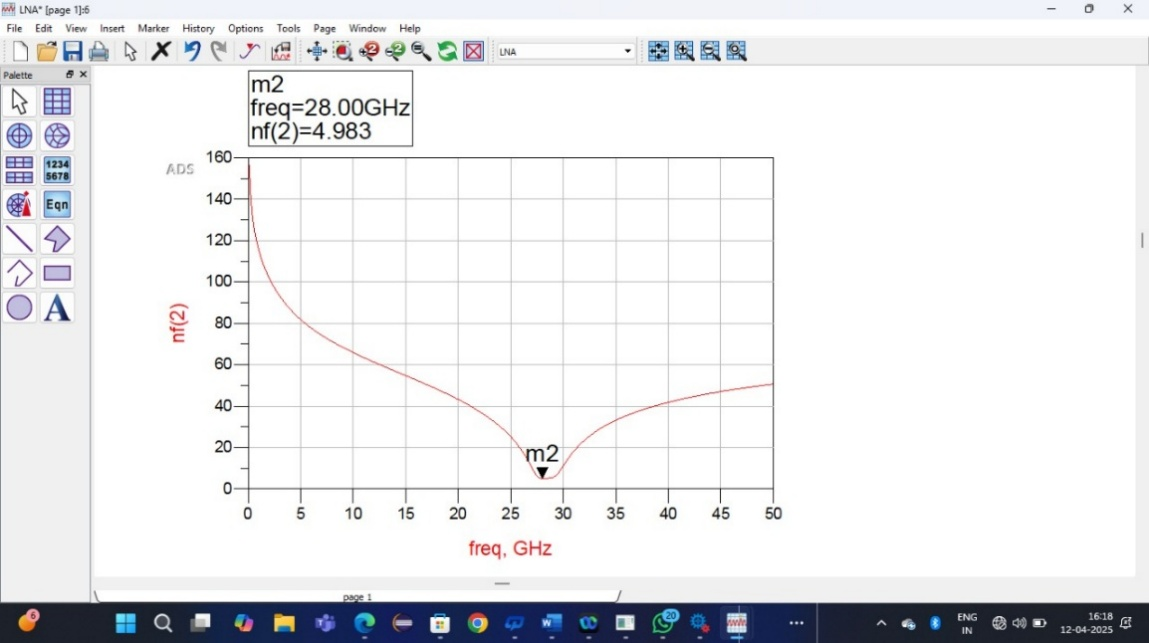 LNA* [page 1]:6
File Edit View Insert Marker History Options Tools Page Window Help
LNA
Palette
1234
5678
Eqn
A
m2
freq=28.00GHz
nf(2)=4.983
ADS
160
140
120
100
80
60
40
20
0
nf(2)
m2
0 5 10 15 20 25 30 35 40 45 50
freq, GHz
page 1
6
20
ENG
IN
16:18
12-04-2025